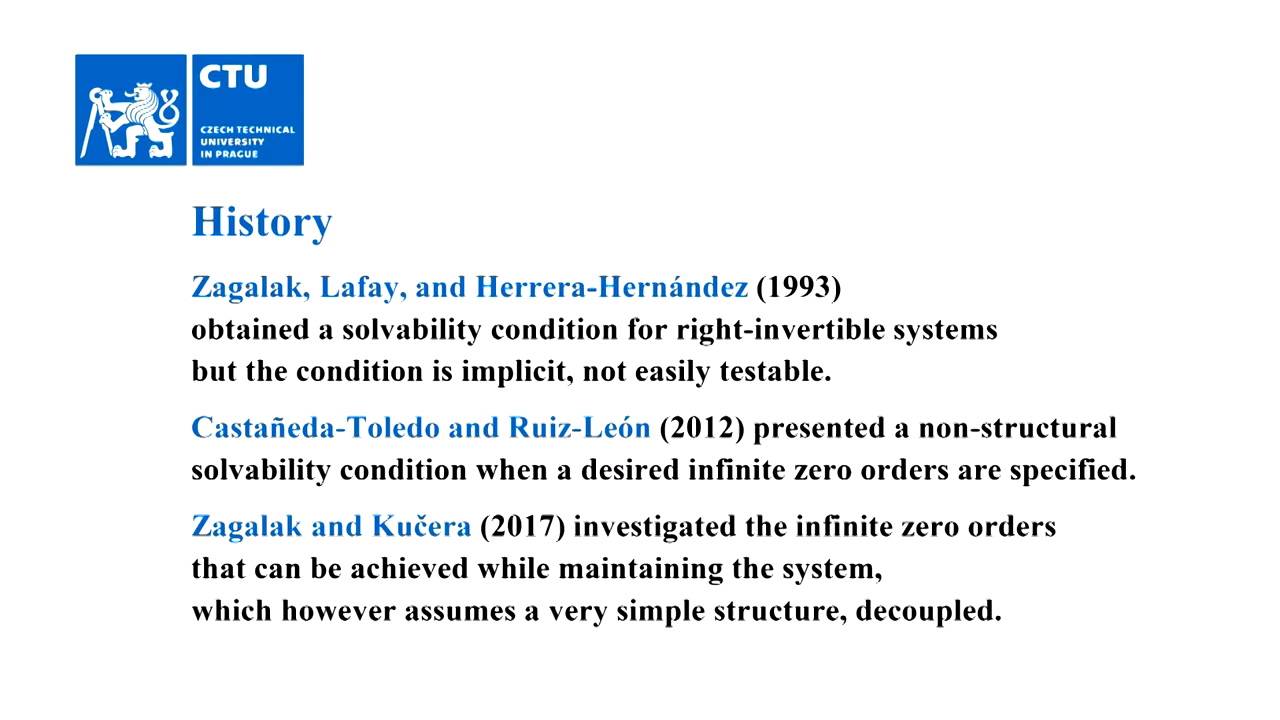 CTU
CZECH TECHNICAL
UNIVERSITY
IN PRAGUE
History
Zagalak, Lafay, and Herrera-Hernández (1993)
obtained a solvability condition for right-invertible systems
but the condition is implicit, not easily testable.
Castañeda-Toledo and Ruiz-León (2012) presented a non-structural
solvability condition when a desired infinite zero orders are specified.
Zagalak and Kučera (2017) investigated the infinite zero orders
that can be achieved while maintaining the system,
which however assumes a very simple structure, decoupled.